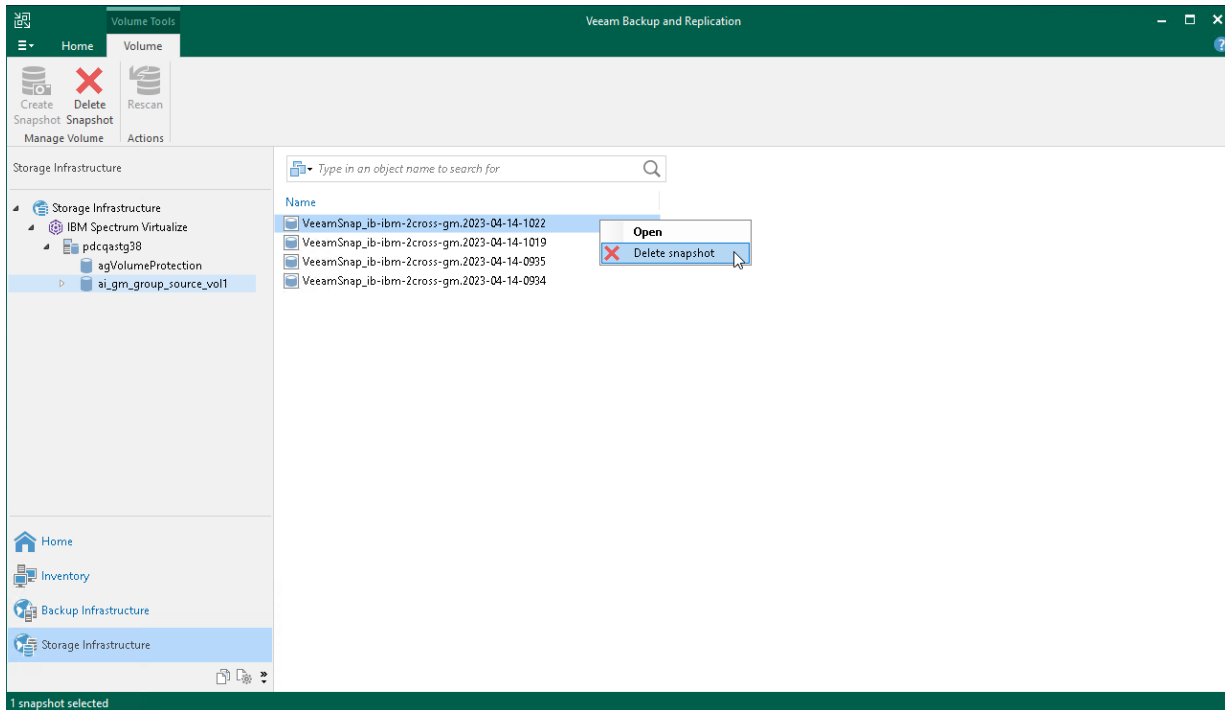 Volume Tools
Veeam Backup and Replication
Home
Volume
?
Create Snapshot
Delete Snapshot
Rescan
Manage Volume
Actions
Storage Infrastructure
Storage Infrastructure
IBM Spectrum Virtualize
pdcqastg38
agVolumeProtection
ai_gm_group_source_vol1
Home
Inventory
Backup Infrastructure
Storage Infrastructure
Type in an object name to search for
Name
VeeamSnap_ib-ibm-2cross-gm.2023-04-14-1022
VeeamSnap_ib-ibm-2cross-gm.2023-04-14-1019
VeeamSnap_ib-ibm-2cross-gm.2023-04-14-0935
VeeamSnap_ib-ibm-2cross-gm.2023-04-14-0934
Open
Delete snapshot
1 snapshot selected